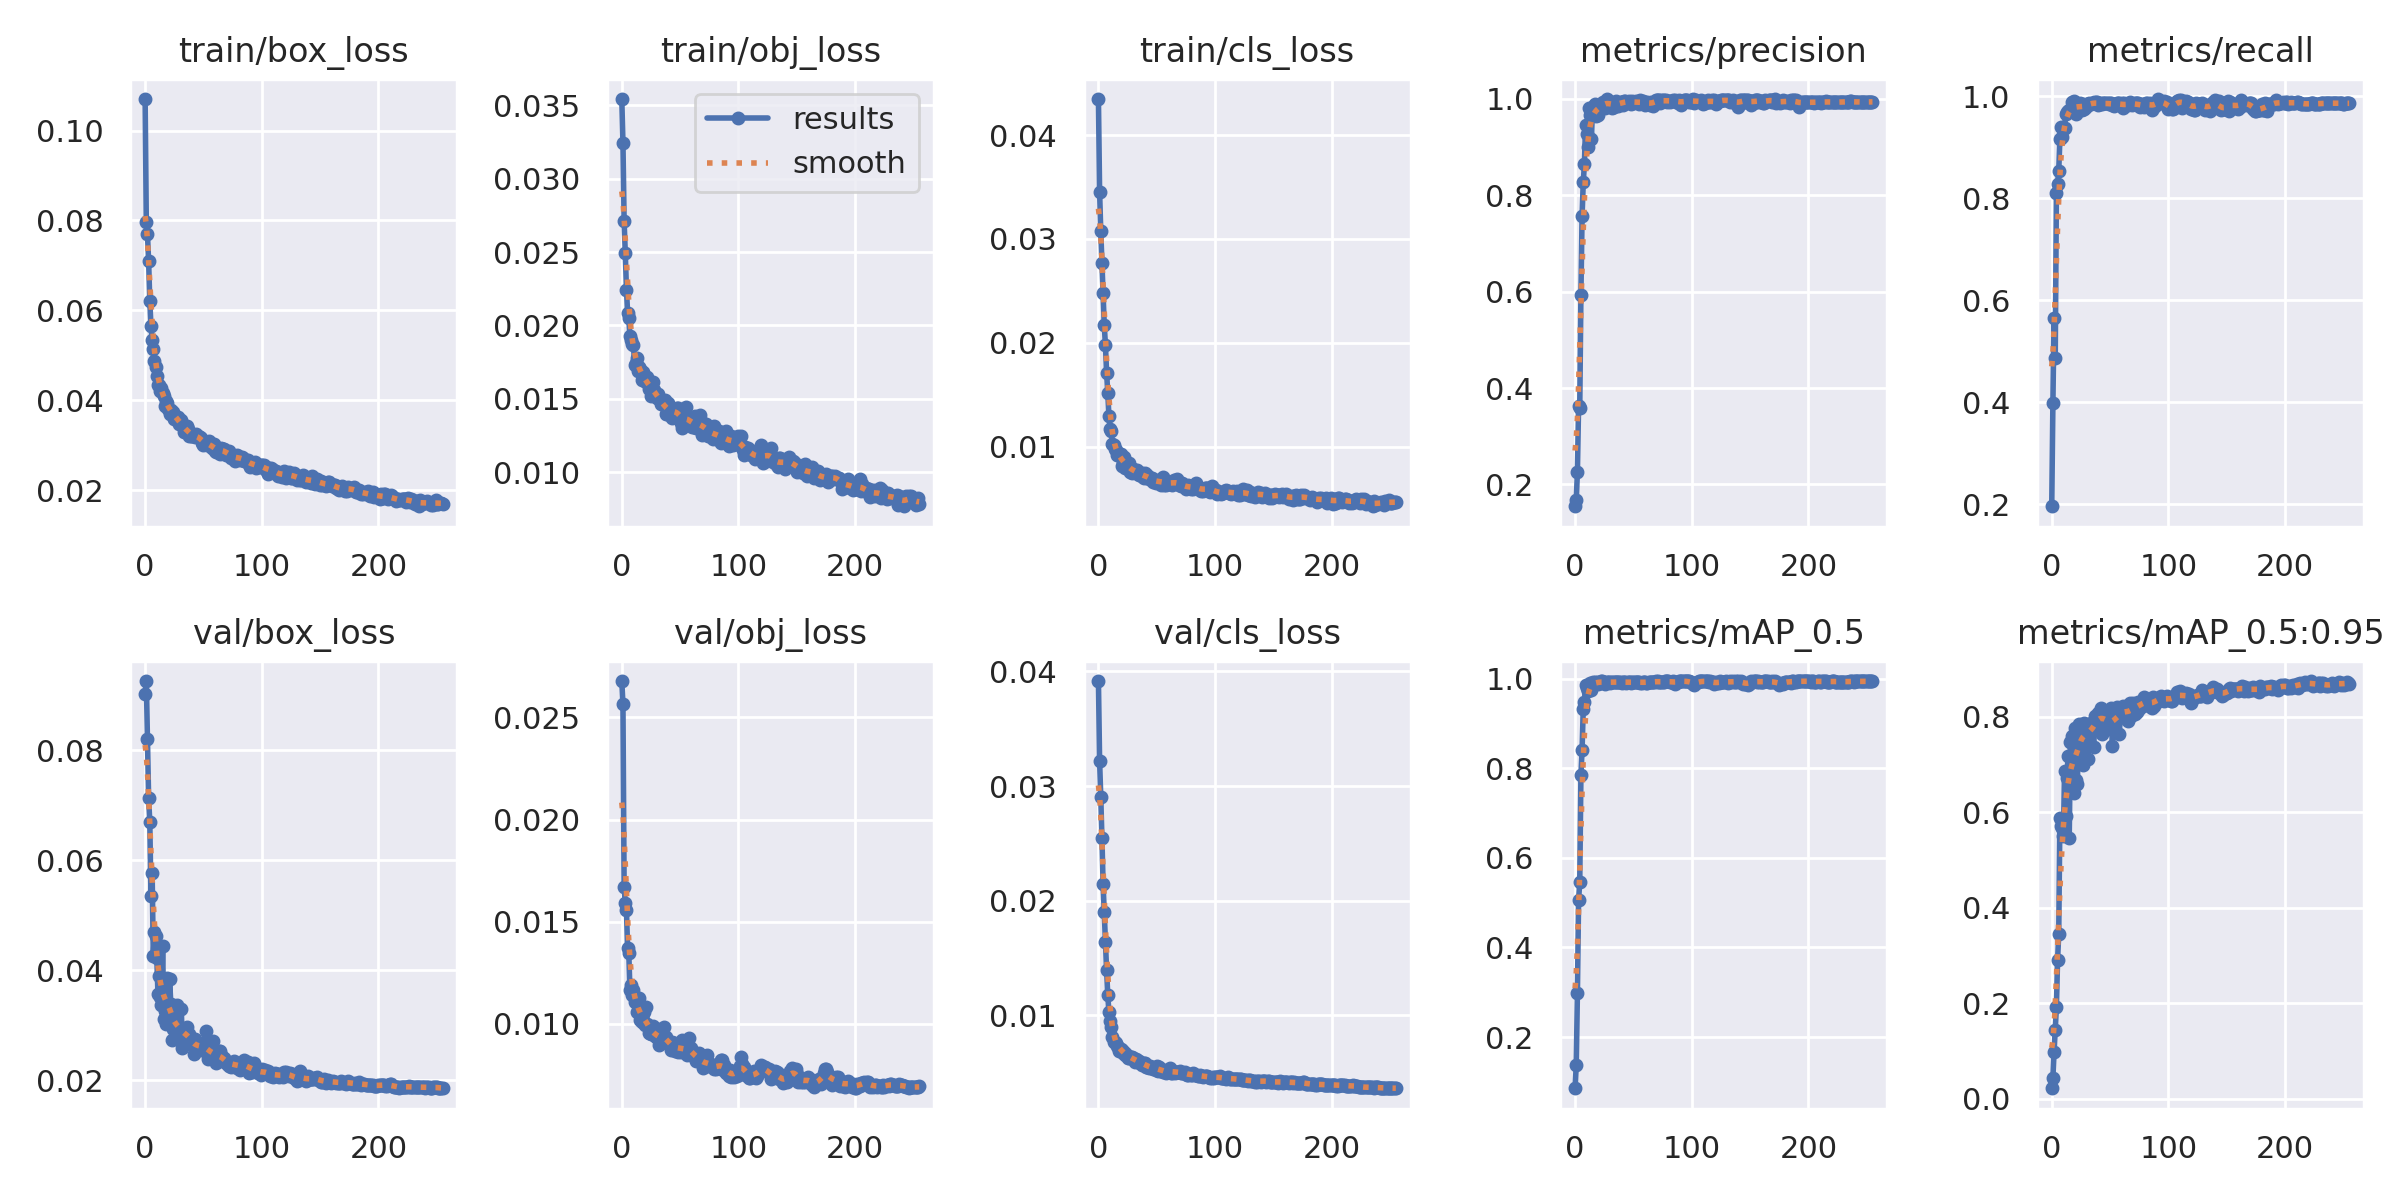 train/box_loss
0.10
0.08
0.06
0.04
0.02
0 100 200
train/obj_loss
0.035
0.030
0.025
0.020
0.015
0.010
results
smooth
0 100 200
train/cls_loss
0.04
0.03
0.02
0.01
0 100 200
metrics/precision
1.0
0.8
0.6
0.4
0.2
0 100 200
metrics/recall
1.0
0.8
0.6
0.4
0.2
0 100 200
val/box_loss
0.08
0.06
0.04
0.02
0 100 200
val/obj_loss
0.025
0.020
0.015
0.010
0 100 200
val/cls_loss
0.04
0.03
0.02
0.01
0 100 200
metrics/mAP_0.5
1.0
0.8
0.6
0.4
0.2
0 100 200
metrics/mAP_0.5:0.95
0.8
0.6
0.4
0.2
0.0
0 100 200